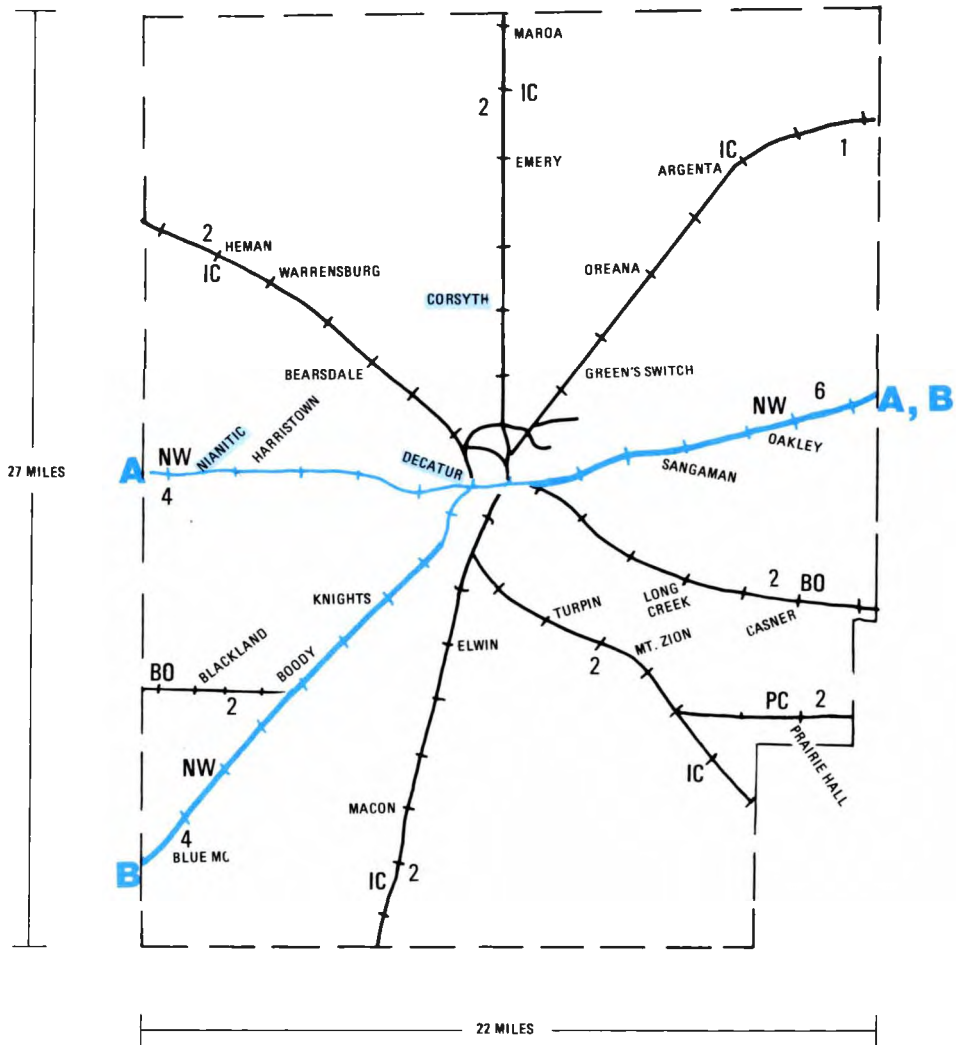 MAROA
IC
2
EMERY
IC
1
ARGENTA
2
HEMAN
IC
WARRENSBURG
OREANA
CORSYTH
BEARSDALE
GREEN'S SWITCH
6
NW
A, B
OAKLEY
SANGAMAN
HARRISTOWN
NIANITIC
NW
A
4
DECATUR
27 MILES
KNIGHTS
TURPIN
LONG
CREEK
2
BO
CASNER
MT. ZION
2
ELWIN
BLACKLAND
BO
2
BOODY
PC
2
PRAIRIE HALL
IC
NW
4
BLUE MO
B
MACON
IC
2
22 MILES